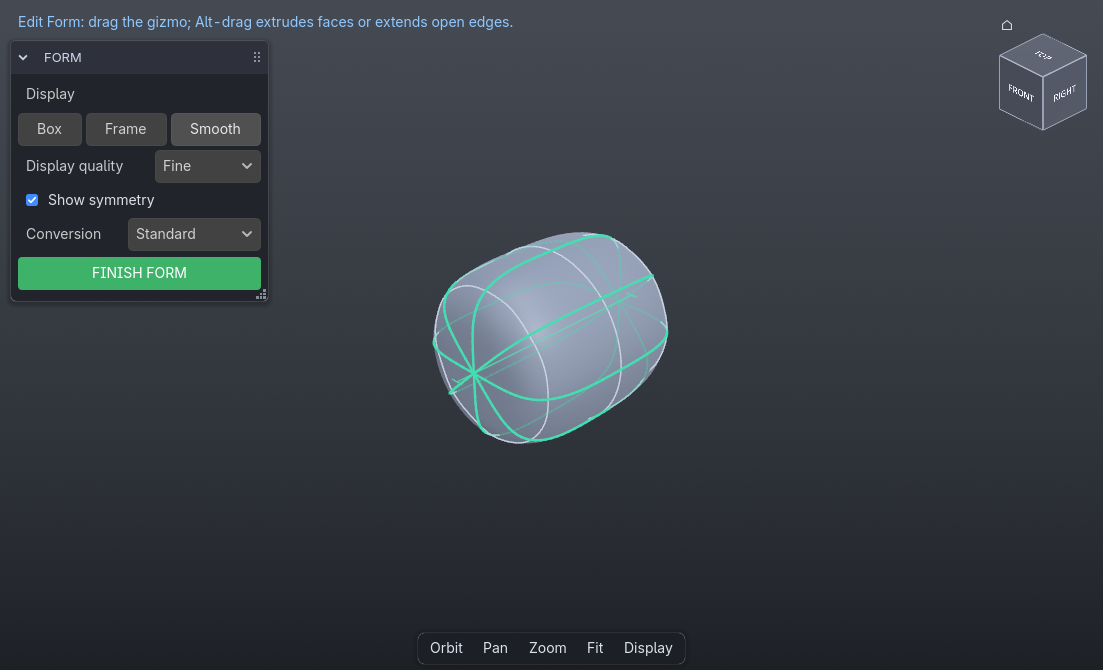 Edit Form: drag the gizmo; Alt-drag extrudes faces or extends open edges.
FORM
Display
Box Frame Smooth
Display quality Fine
Show symmetry
Conversion Standard
FINISH FORM
TOP
FRONT RIGHT
Orbit Pan Zoom Fit Display